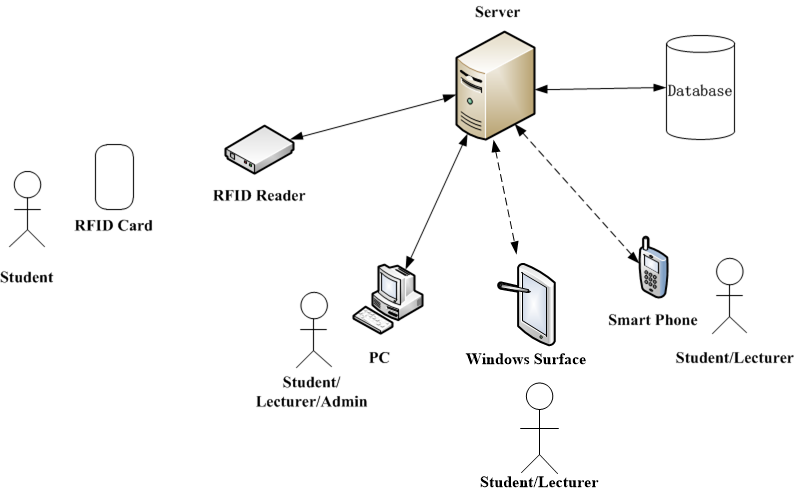 Server
Database
RFID Reader
RFID Card
Student
Smart Phone
PC
Windows Surface
Student/Lecturer
Student/
Lecturer/Admin
Student/Lecturer